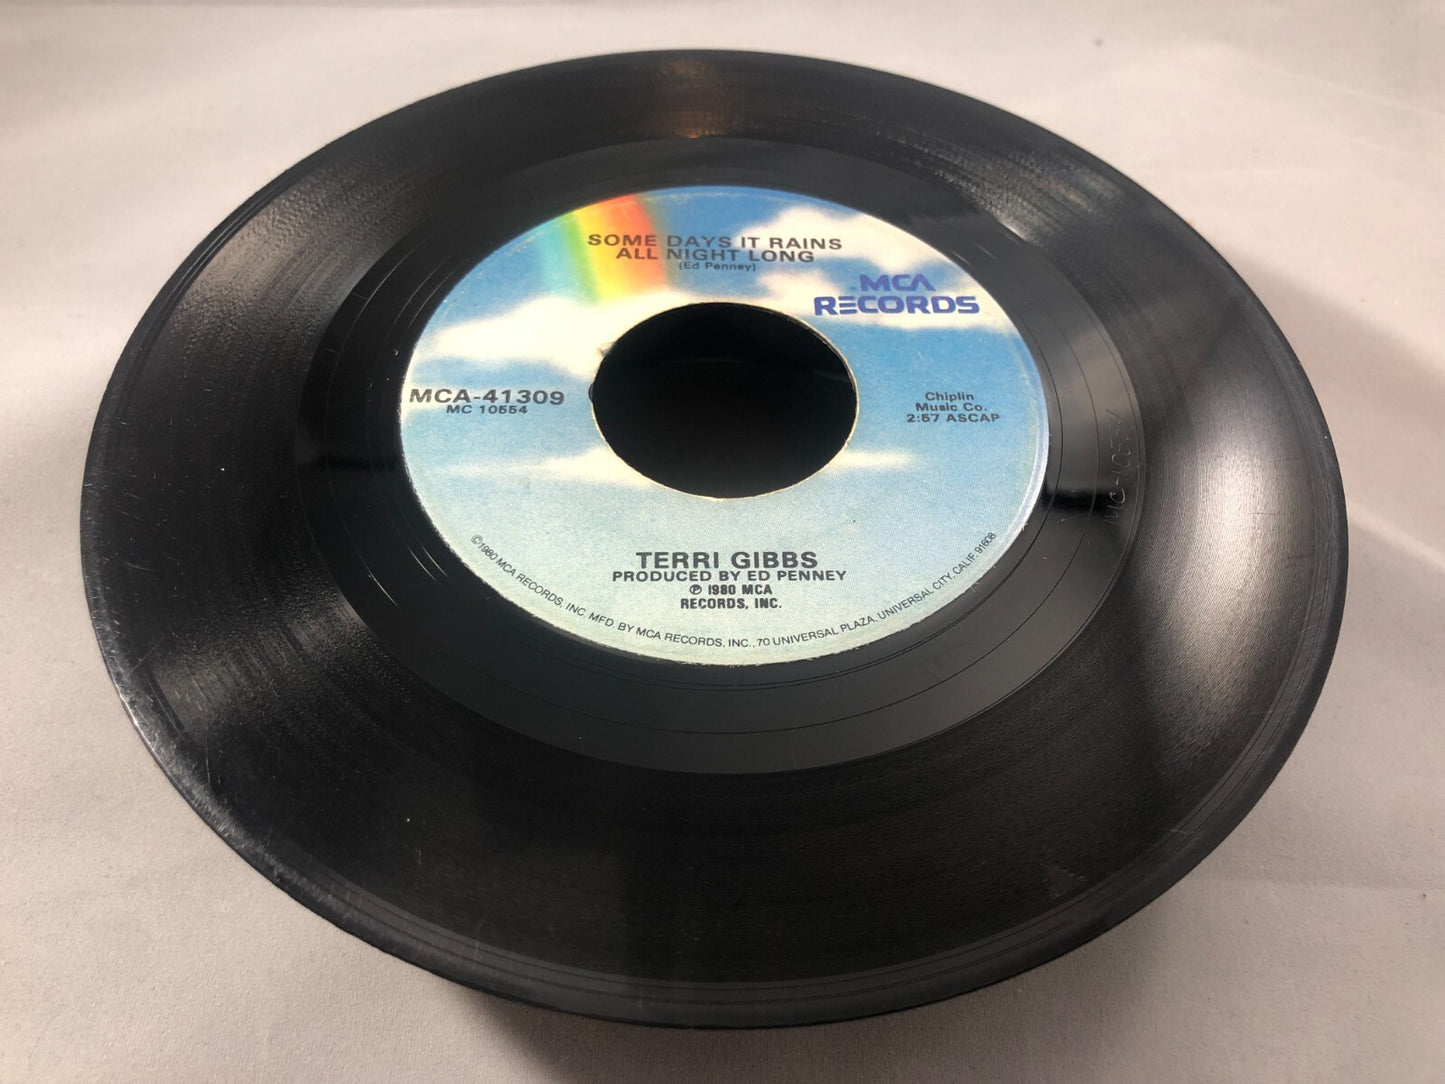 SOME DAYS IT RAINS
ALL NIGHT LONG
(Ed Penney)
MCA
RECORDS
MCA-41309
MC 10554
Chiplin
Music Co.
2:57 ASCAP
TERRI GIBBS
PRODUCED BY ED PENNEY
℗ 1980 MCA
RECORDS, INC.
©1980 MCA RECORDS, INC. MFD. BY MCA RECORDS, INC., 70 UNIVERSAL PLAZA, UNIVERSAL CITY, CALIF. 91608